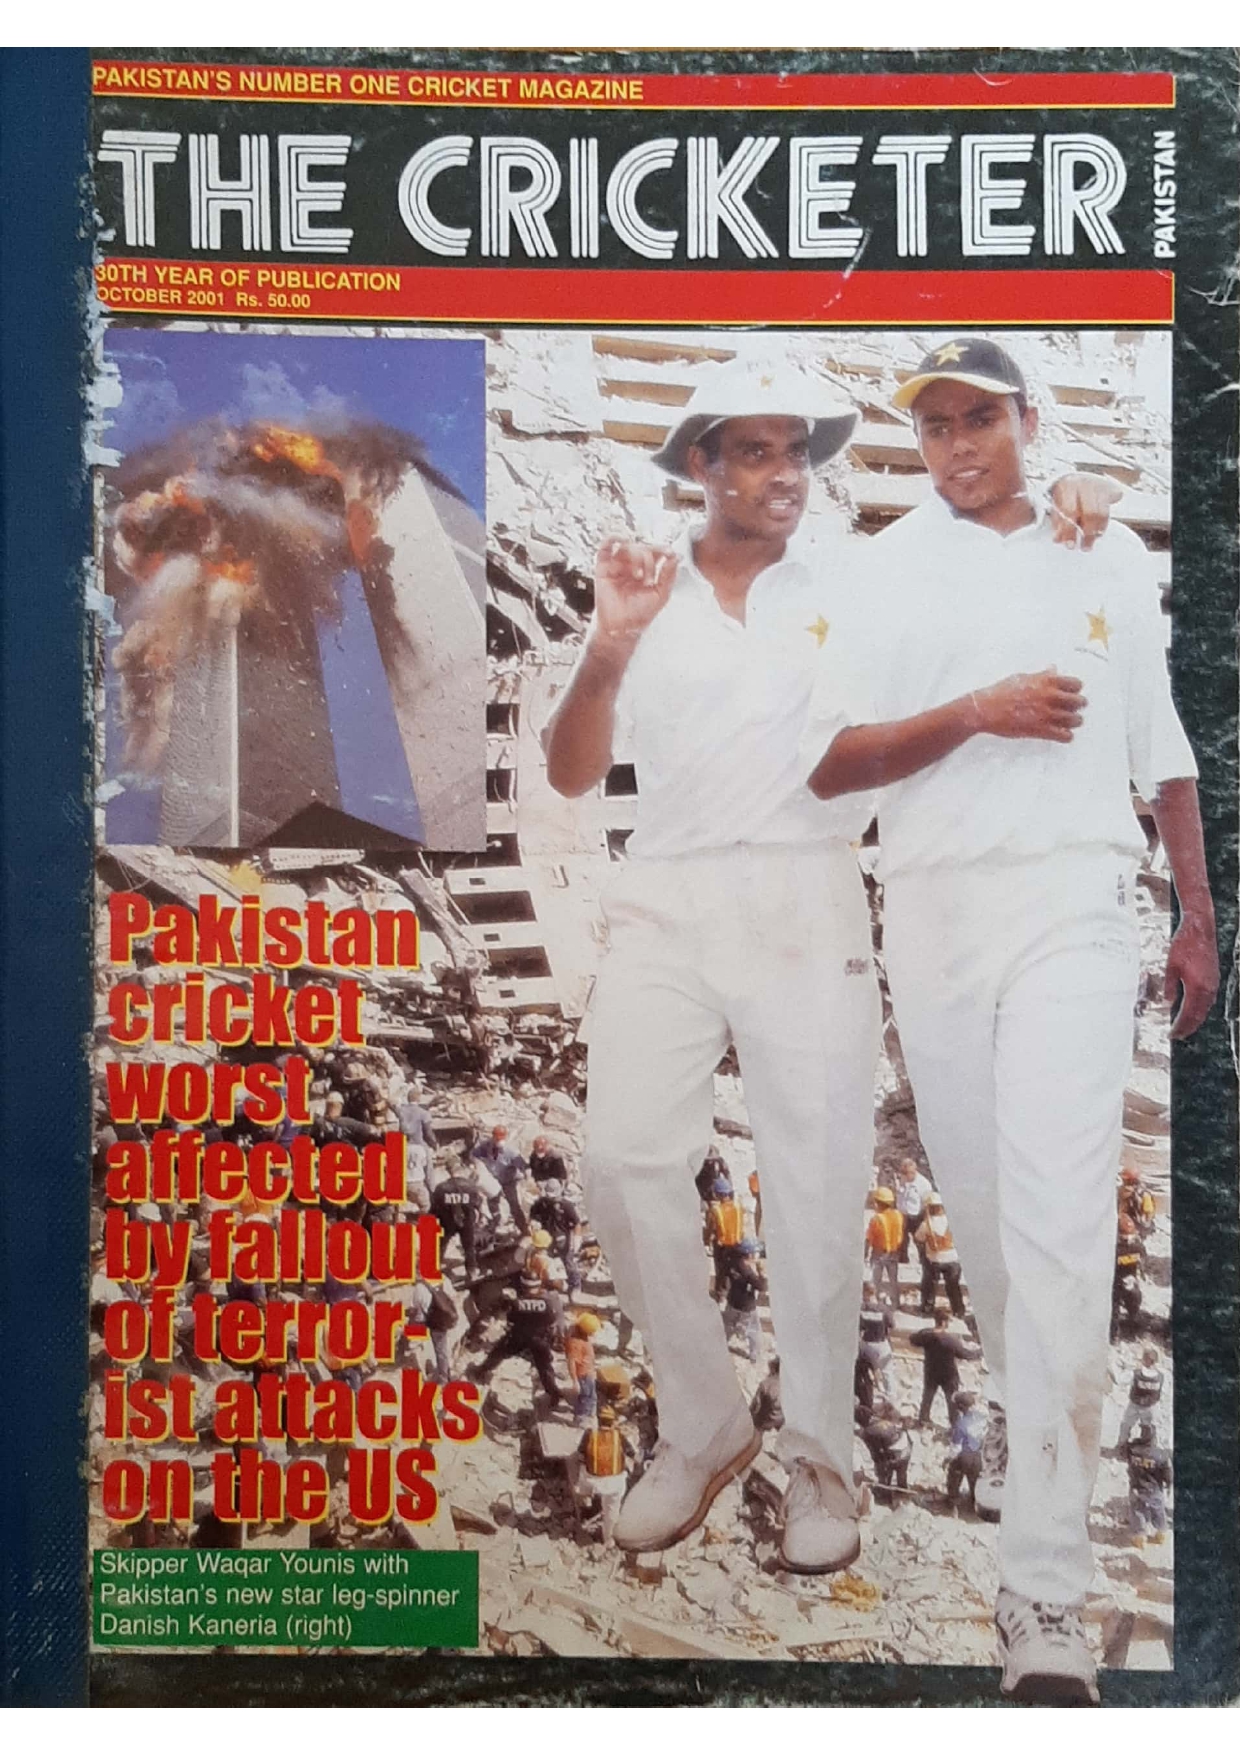 PAKISTAN'S NUMBER ONE CRICKET MAGAZINE
THE CRICKETER
PAKISTAN
30TH YEAR OF PUBLICATION
OCTOBER 2001 Rs. 50.00
Pakistan
cricket
worst
affected
by fallout
of terror-
ist attacks
on the US
NYPD
NYPD
Skipper Waqar Younis with
Pakistan's new star leg-spinner
Danish Kaneria (right)